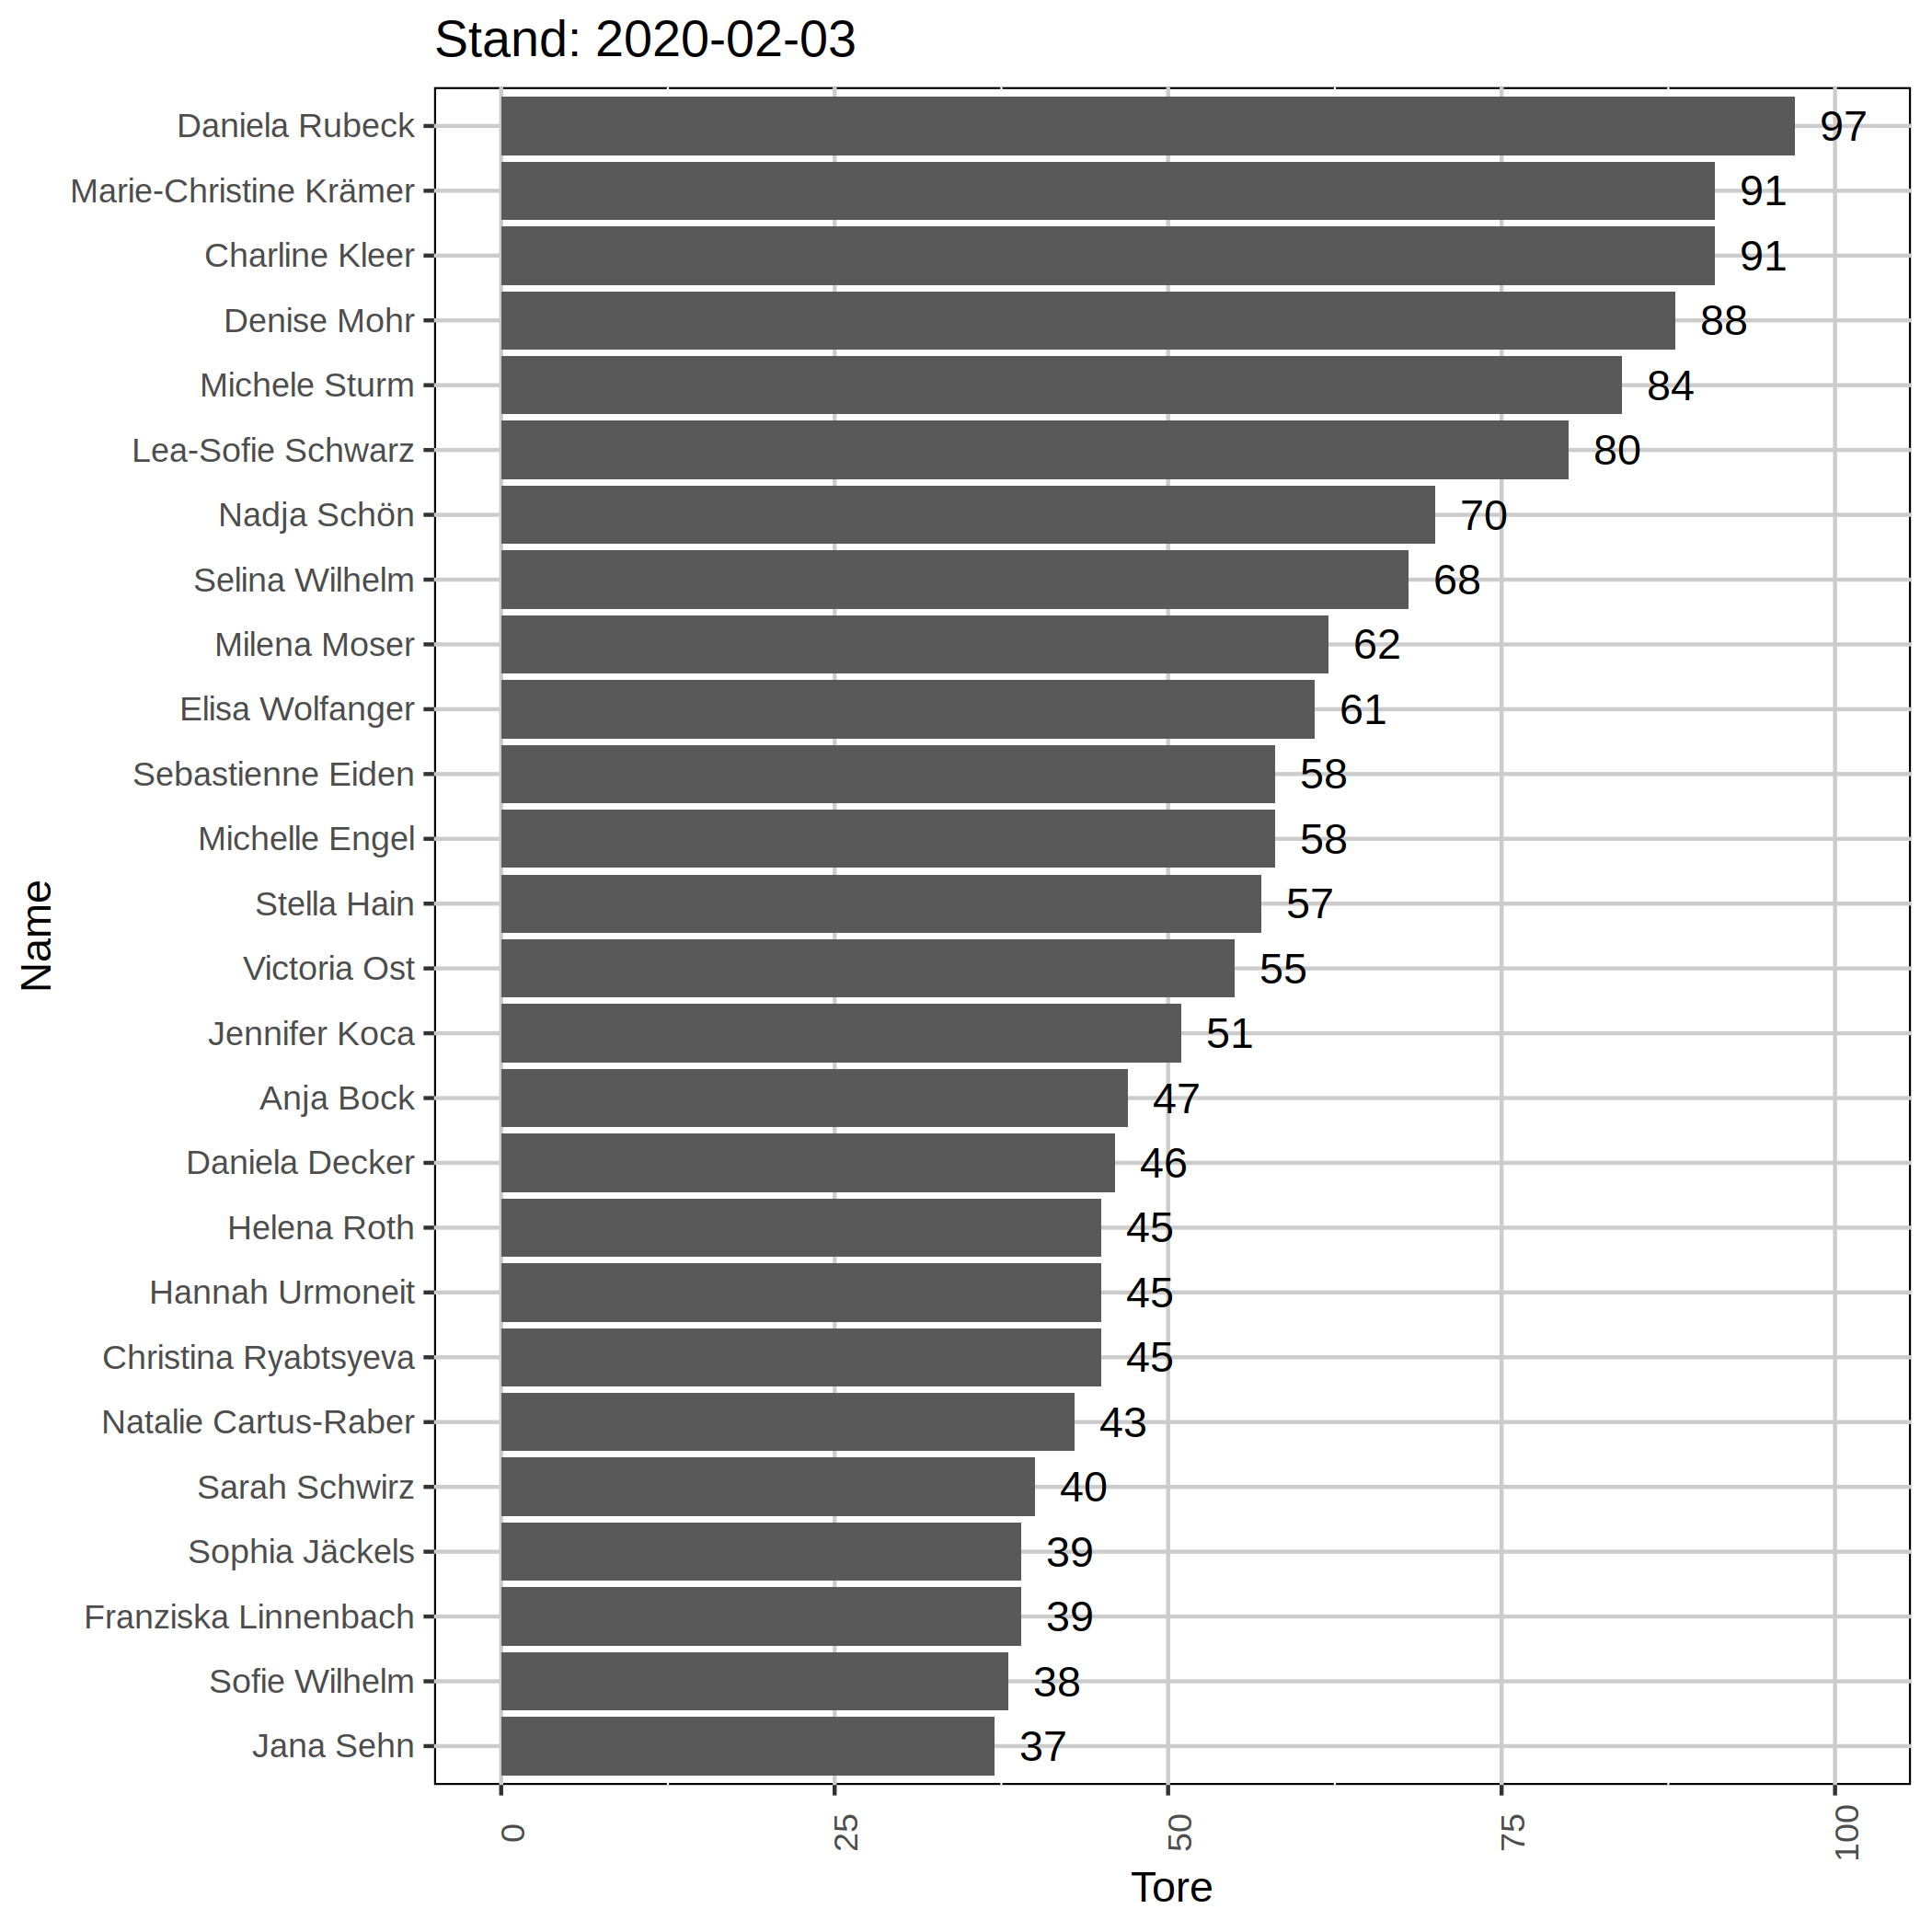 Stand: 2020-02-03
Daniela Rubeck 97
Marie-Christine Krämer 91
Charline Kleer 91
Denise Mohr 88
Michele Sturm 84
Lea-Sofie Schwarz 80
Nadja Schön 70
Selina Wilhelm 68
Milena Moser 62
Elisa Wolfanger 61
Sebastienne Eiden 58
Michelle Engel 58
Stella Hain 57
Victoria Ost 55
Jennifer Koca 51
Anja Bock 47
Daniela Decker 46
Helena Roth 45
Hannah Urmoneit 45
Christina Ryabtsyeva 45
Natalie Cartus-Raber 43
Sarah Schwirz 40
Sophia Jäckels 39
Franziska Linnenbach 39
Sofie Wilhelm 38
Jana Sehn 37
Name
0 25 50 75 100
Tore